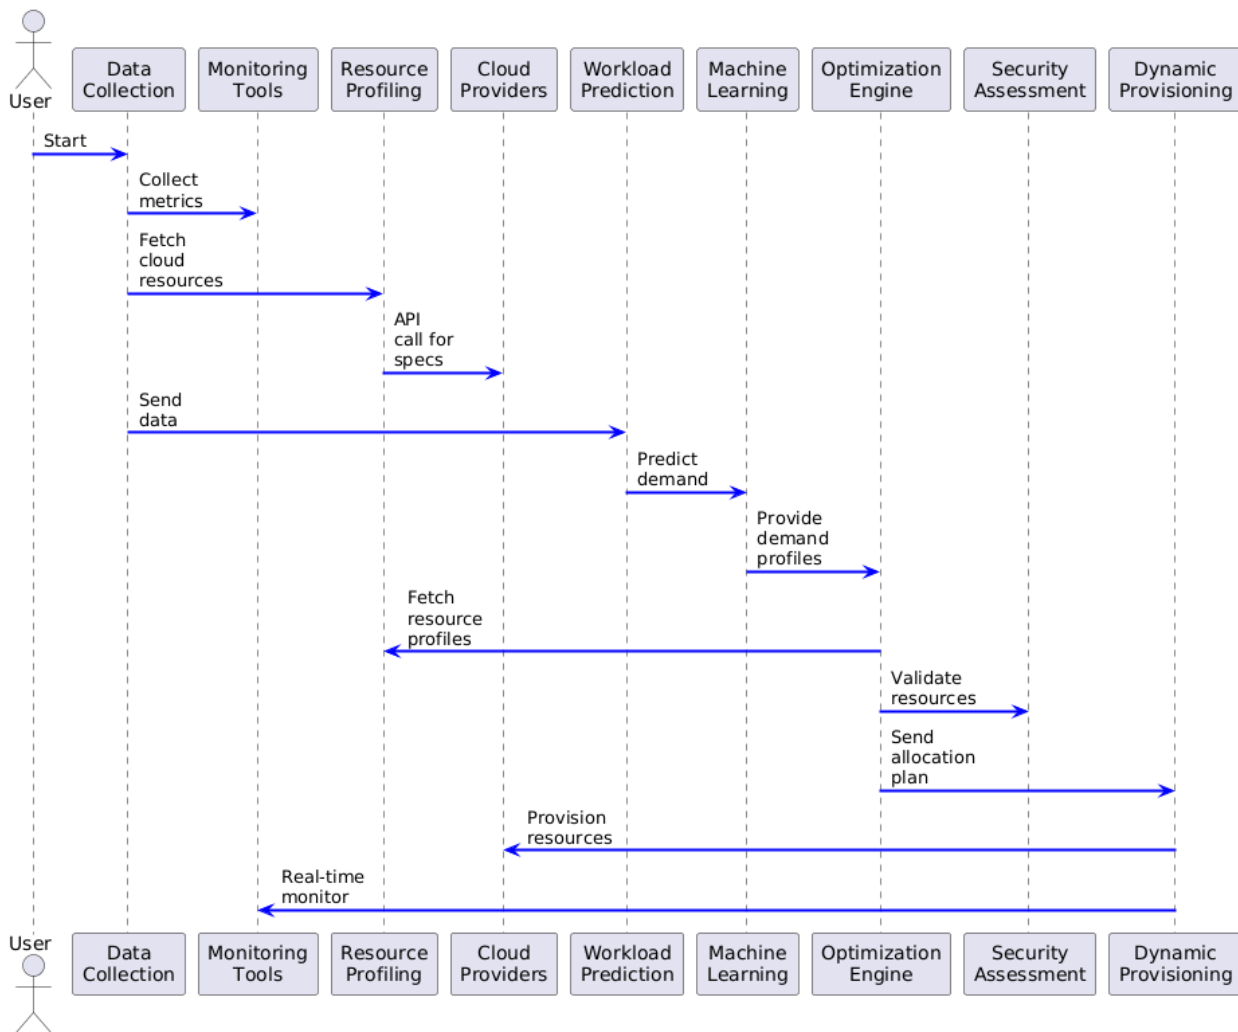 User
Data
Collection
Monitoring
Tools
Resource
Profiling
Cloud
Providers
Workload
Prediction
Machine
Learning
Optimization
Engine
Security
Assessment
Dynamic
Provisioning
Start
Collect
metrics
Fetch
cloud
resources
API
call for
specs
Send
data
Predict
demand
Provide
demand
profiles
Fetch
resource
profiles
Validate
resources
Send
allocation
plan
Provision
resources
Real-time
monitor
User
Data
Collection
Monitoring
Tools
Resource
Profiling
Cloud
Providers
Workload
Prediction
Machine
Learning
Optimization
Engine
Security
Assessment
Dynamic
Provisioning